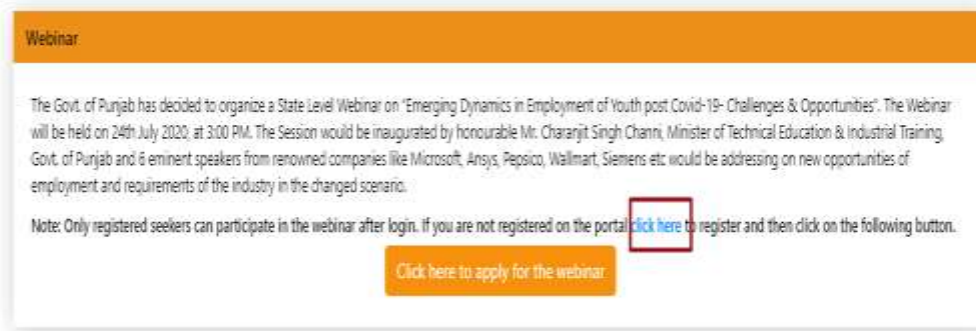 Webinar
The Govt. of Punjab has decided to organize a State Level Webinar on "Emerging Dynamics in Employment of Youth post Covid-19- Challenges & Opportunities". The Webinar
will be held on 24th July 2020, at 3:00 PM. The Session would be inaugurated by honourable Mr. Charanjit Singh Channi, Minister of Technical Education & Industrial Training,
Govt. of Punjab and 6 eminent speakers from renowned companies like Microsoft, Ansys, Pepsico, Wallmart, Siemens etc would be addressing on new opportunities of
employment and requirements of the industry in the changed scenario.
Note: Only registered seekers can participate in the webinar after login. If you are not registered on the portal click here to register and then click on the following button.
Click here to apply for the webinar